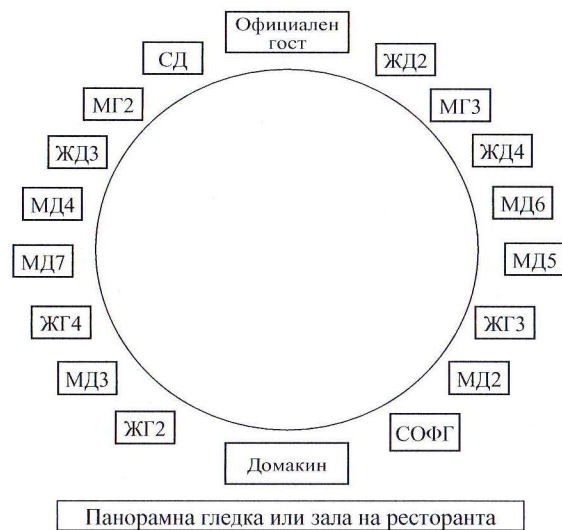 Официален
гост
СД
ЖД2
МГ2
МГ3
ЖД3
ЖД4
МД4
МД6
МД7
МД5
ЖГ4
ЖГ3
МД3
МД2
ЖГ2
СОФГ
Домакин
Панорамна гледка или зала на ресторанта